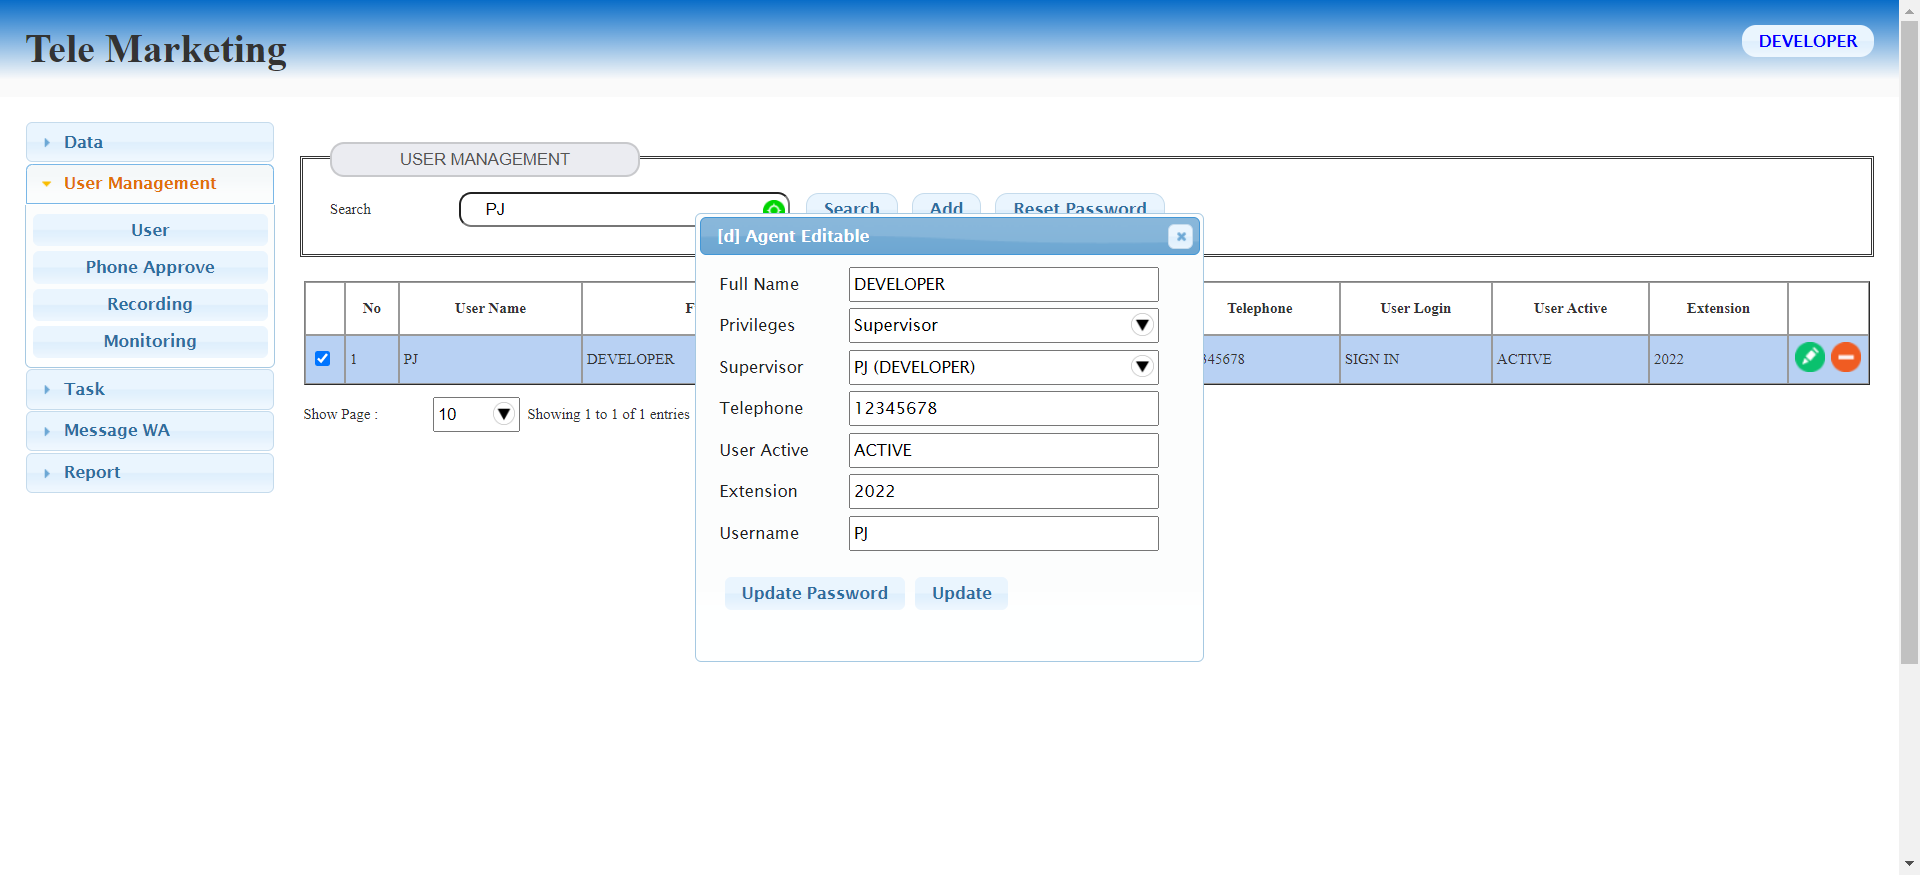 Tele Marketing
DEVELOPER
Data
User Management
User
Phone Approve
Recording
Monitoring
Task
Message WA
Report
USER MANAGEMENT
Search PJ Search Add Reset Password
No User Name F Telephone User Login User Active Extension
1 PJ DEVELOPER 345678 SIGN IN ACTIVE 2022
Show Page : 10 Showing 1 to 1 of 1 entries
[d] Agent Editable
Full Name DEVELOPER
Privileges Supervisor
Supervisor PJ (DEVELOPER)
Telephone 12345678
User Active ACTIVE
Extension 2022
Username PJ
Update Password Update